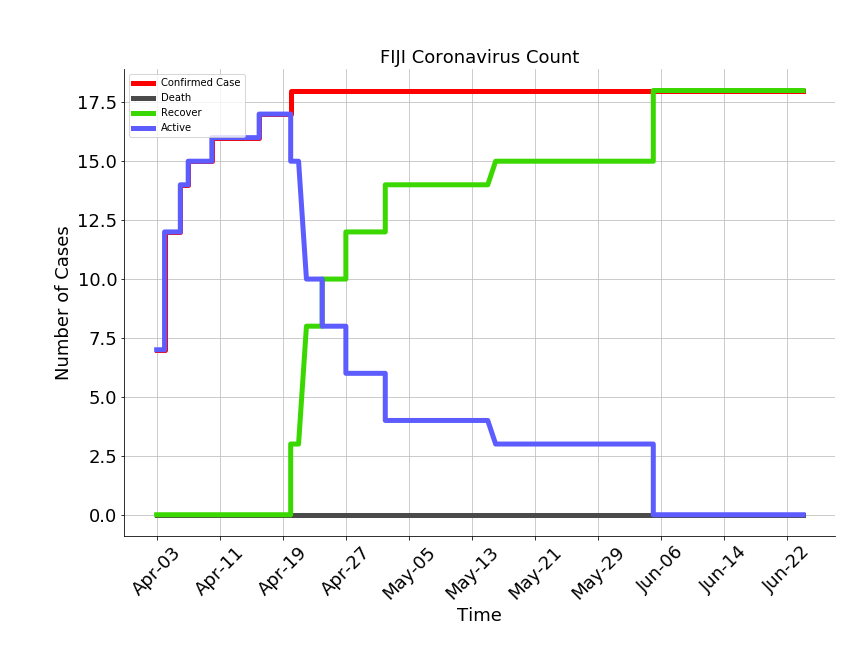 FIJI Coronavirus Count
Confirmed Case
Death
Recover
Active
17.5
15.0
12.5
10.0
7.5
5.0
2.5
0.0
Number of Cases
Apr-03
Apr-11
Apr-19
Apr-27
May-05
May-13
May-21
May-29
Jun-06
Jun-14
Jun-22
Time